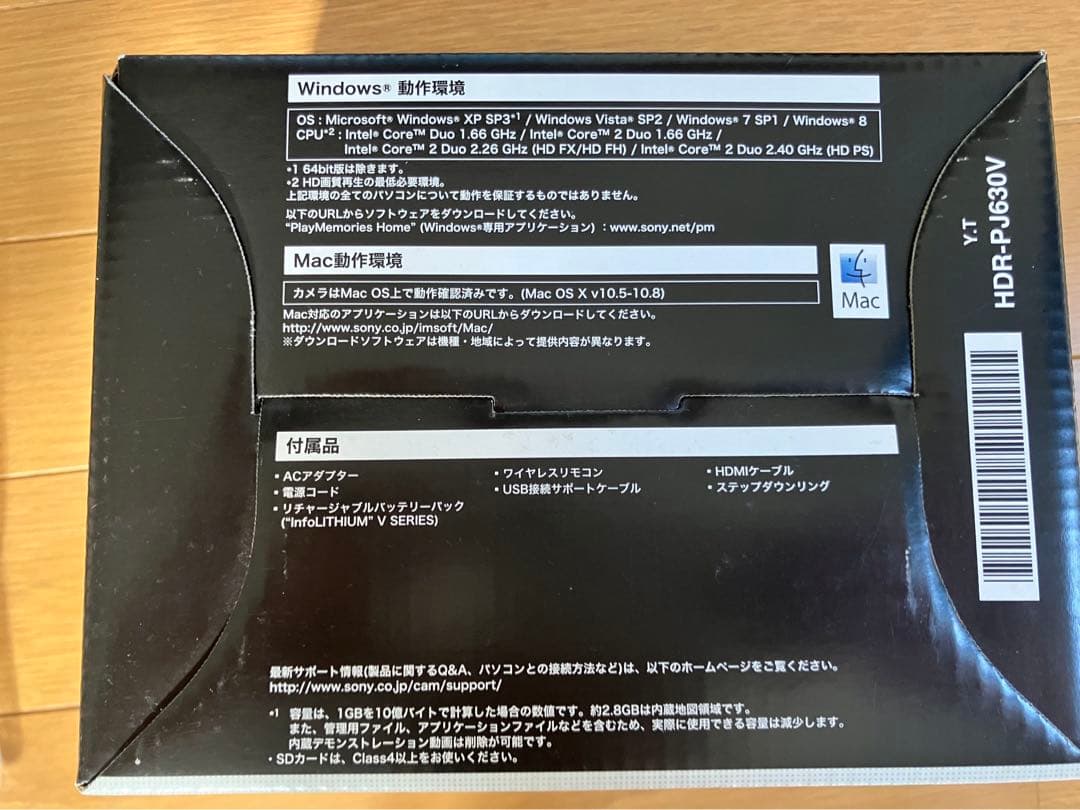 Windows® 動作環境
OS : Microsoft® Windows® XP SP3*1 / Windows Vista® SP2 / Windows® 7 SP1 / Windows® 8
CPU*2 : Intel® Core™ Duo 1.66 GHz / Intel® Core™ 2 Duo 1.66 GHz /
Intel® Core™ 2 Duo 2.26 GHz (HD FX/HD FH) / Intel® Core™ 2 Duo 2.40 GHz (HD PS)
*1 64bit版は除きます。
*2 HD画質再生の最低必要環境。
上記環境の全てのパソコンについて動作を保証するものではありません。
以下のURLからソフトウェアをダウンロードしてください。
“PlayMemories Home” (Windows®専用アプリケーション) : www.sony.net/pm
Mac動作環境
カメラはMac OS上で動作確認済みです。(Mac OS X v10.5-10.8)
Mac対応のアプリケーションは以下のURLからダウンロードしてください。
http://www.sony.co.jp/imsoft/Mac/
※ダウンロードソフトウェアは機種・地域によって提供内容が異なります。
Mac
Y.T
HDR-PJ630V
付属品
・ACアダプター
・電源コード
・リチャージャブルバッテリーパック
(“InfoLITHIUM” V SERIES)
・ワイヤレスリモコン
・USB接続サポートケーブル
・HDMIケーブル
・ステップダウンリング
最新サポート情報(製品に関するQ&A、パソコンとの接続方法など)は、以下のホームページをご覧ください。
http://www.sony.co.jp/cam/support/
*1 容量は、1GBを10億バイトで計算した場合の数値です。約2.8GBは内蔵地図領域です。
また、管理用ファイル、アプリケーションファイルなどを含むため、実際に使用できる容量は減少します。
内蔵デモンストレーション動画は削除が可能です。
・SDカードは、Class4以上をお使いください。